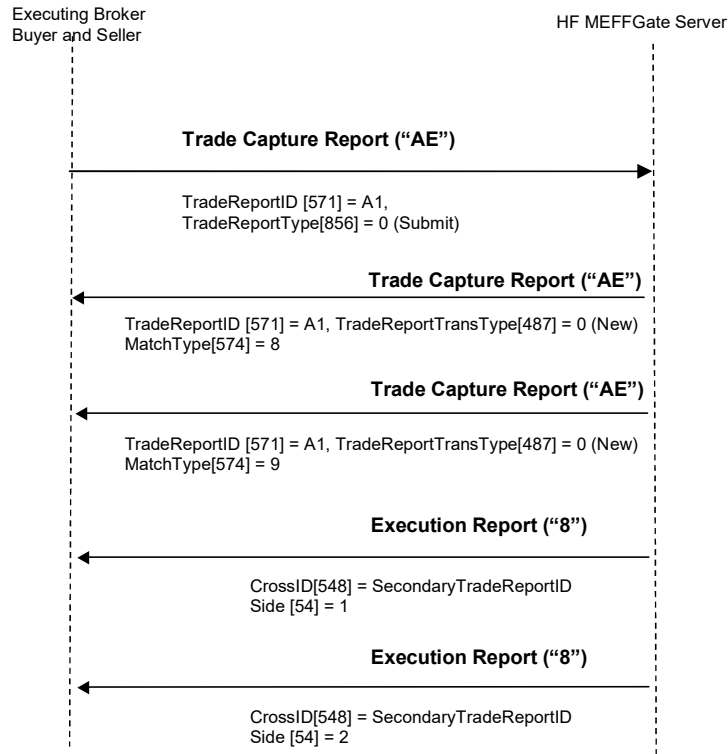 Executing Broker
Buyer and Seller
HF MEFFGate Server
Trade Capture Report (“AE”)
TradeReportID [571] = A1,
TradeReportType[856] = 0 (Submit)
Trade Capture Report (“AE”)
TradeReportID [571] = A1, TradeReportTransType[487] = 0 (New)
MatchType[574] = 8
Trade Capture Report (“AE”)
TradeReportID [571] = A1, TradeReportTransType[487] = 0 (New)
MatchType[574] = 9
Execution Report (“8”)
CrossID[548] = SecondaryTradeReportID
Side [54] = 1
Execution Report (“8”)
CrossID[548] = SecondaryTradeReportID
Side [54] = 2